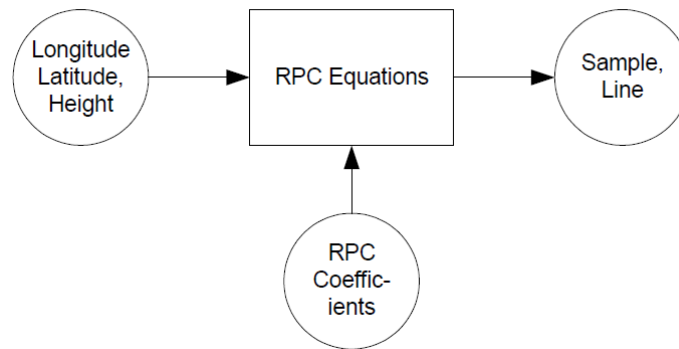 Longitude
Latitude,
Height
RPC Equations
Sample,
Line
RPC
Coeffic-
ients